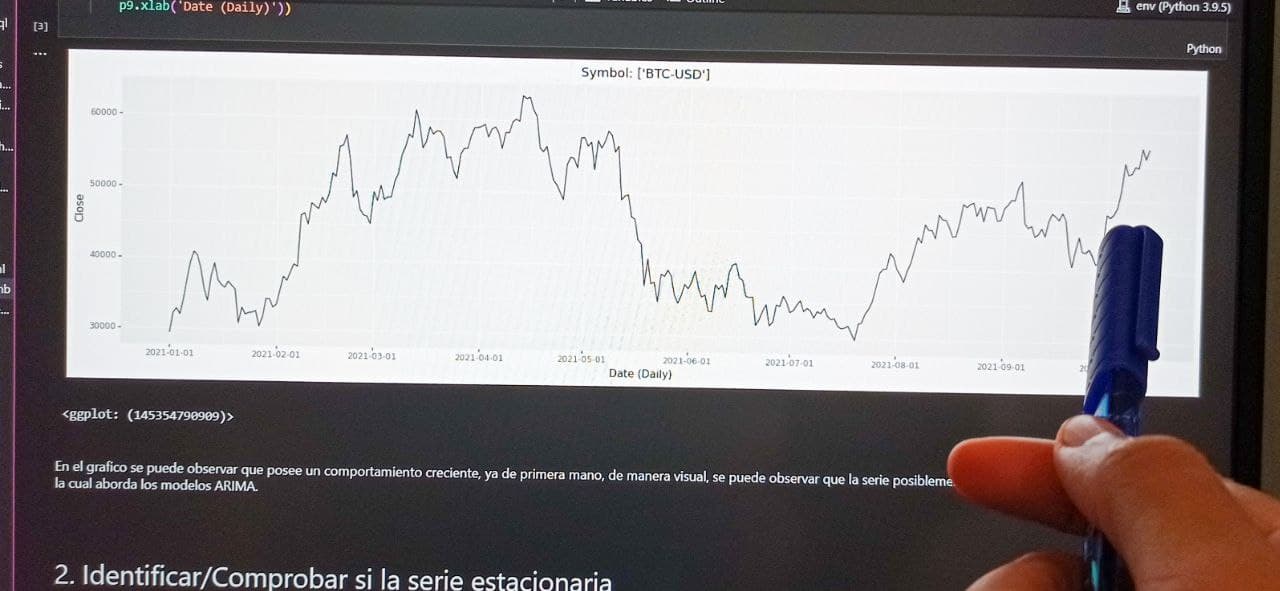 p9.xlab('Date (Daily)'))
env (Python 3.9.5)
[3]
Python
Symbol: ['BTC-USD']
60000
50000
40000
30000
Close
2021-01-01 2021-02-01 2021-03-01 2021-04-01 2021-05-01 2021-06-01 2021-07-01 2021-08-01 2021-09-01
Date (Daily)
<ggplot: (145354790909)>
En el grafico se puede observar que posee un comportamiento creciente, ya de primera mano, de manera visual, se puede observar que la serie posibleme
la cual aborda los modelos ARIMA.
2. Identificar/Comprobar si la serie estacionaria